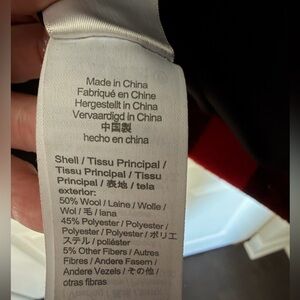 Made in China
Fabriqué en Chine
Hergestellt in China
Vervaardigd in China
中国製
hecho en china
Shell / Tissu Principal /
Tissu Principal / Tissu
Principal / 表地 / tela
exterior:
50% Wool / Laine / Wolle /
Wol / 毛 / lana
45% Polyester / Polyester /
Polyester / Polyester / ポリエ
ステル / poliéster
5% Other Fibers / Autres
Fibres / Andere Fasern /
Andere Vezels / その他 /
otras fibras